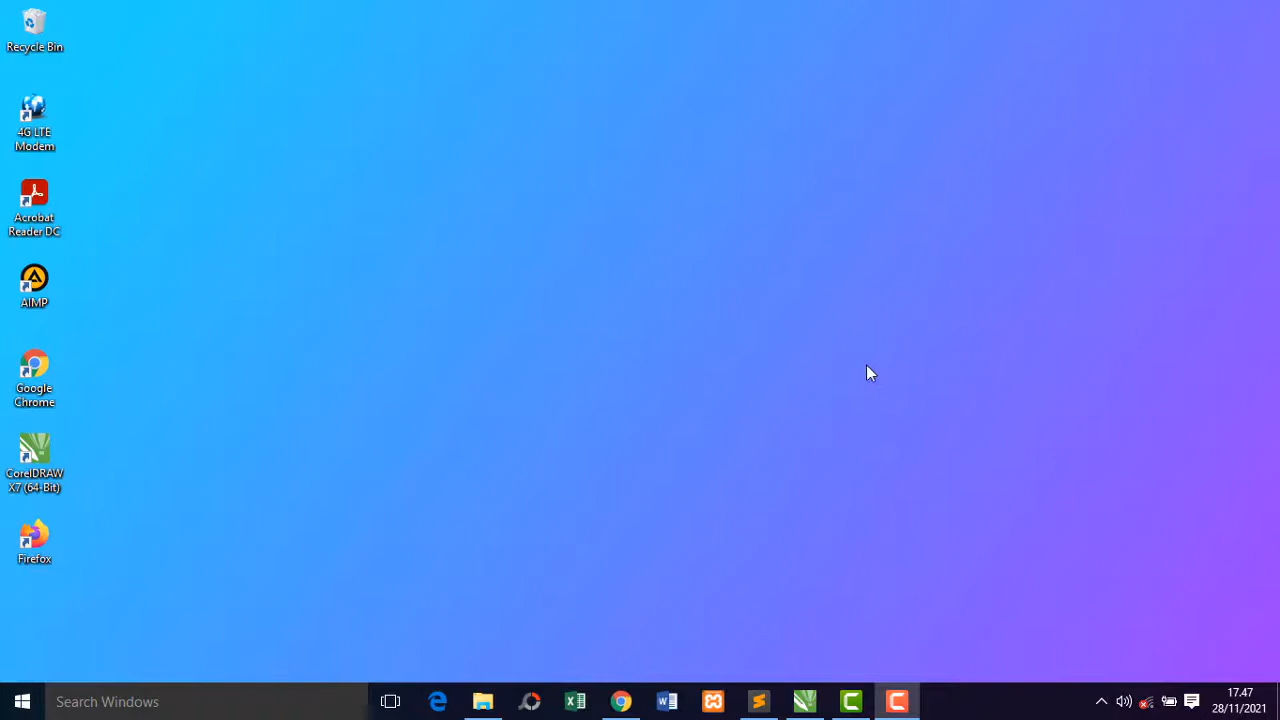 Recycle Bin
4G LTE
Modem
Acrobat
Reader DC
AIMP
Google
Chrome
CorelDRAW
X7 (64-Bit)
Firefox
Search Windows
17.47
28/11/2021